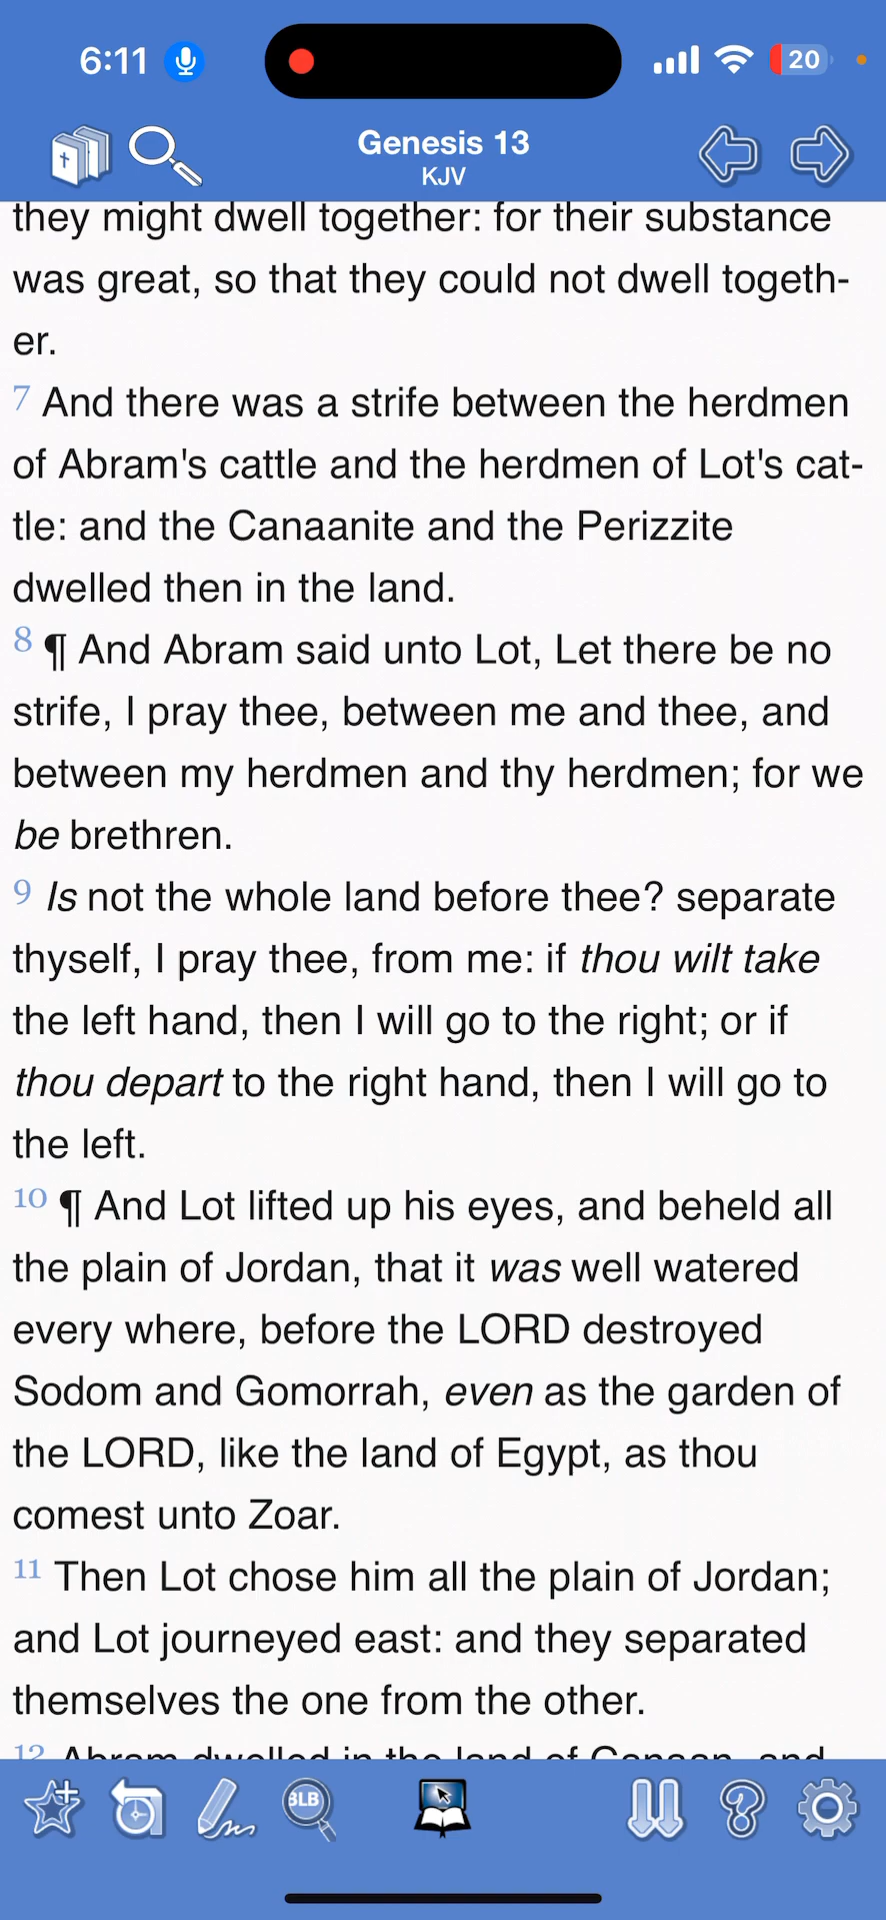 6:11
20
Genesis 13
KJV
they might dwell together: for their substance
was great, so that they could not dwell togeth-
er.
7 And there was a strife between the herdmen
of Abram's cattle and the herdmen of Lot's cat-
tle: and the Canaanite and the Perizzite
dwelled then in the land.
8 ¶ And Abram said unto Lot, Let there be no
strife, I pray thee, between me and thee, and
between my herdmen and thy herdmen; for we
be brethren.
9 Is not the whole land before thee? separate
thyself, I pray thee, from me: if thou wilt take
the left hand, then I will go to the right; or if
thou depart to the right hand, then I will go to
the left.
10 ¶ And Lot lifted up his eyes, and beheld all
the plain of Jordan, that it was well watered
every where, before the LORD destroyed
Sodom and Gomorrah, even as the garden of
the LORD, like the land of Egypt, as thou
comest unto Zoar.
11 Then Lot chose him all the plain of Jordan;
and Lot journeyed east: and they separated
themselves the one from the other.
12 Abram dwelled in the land of Canaan, and
BLB